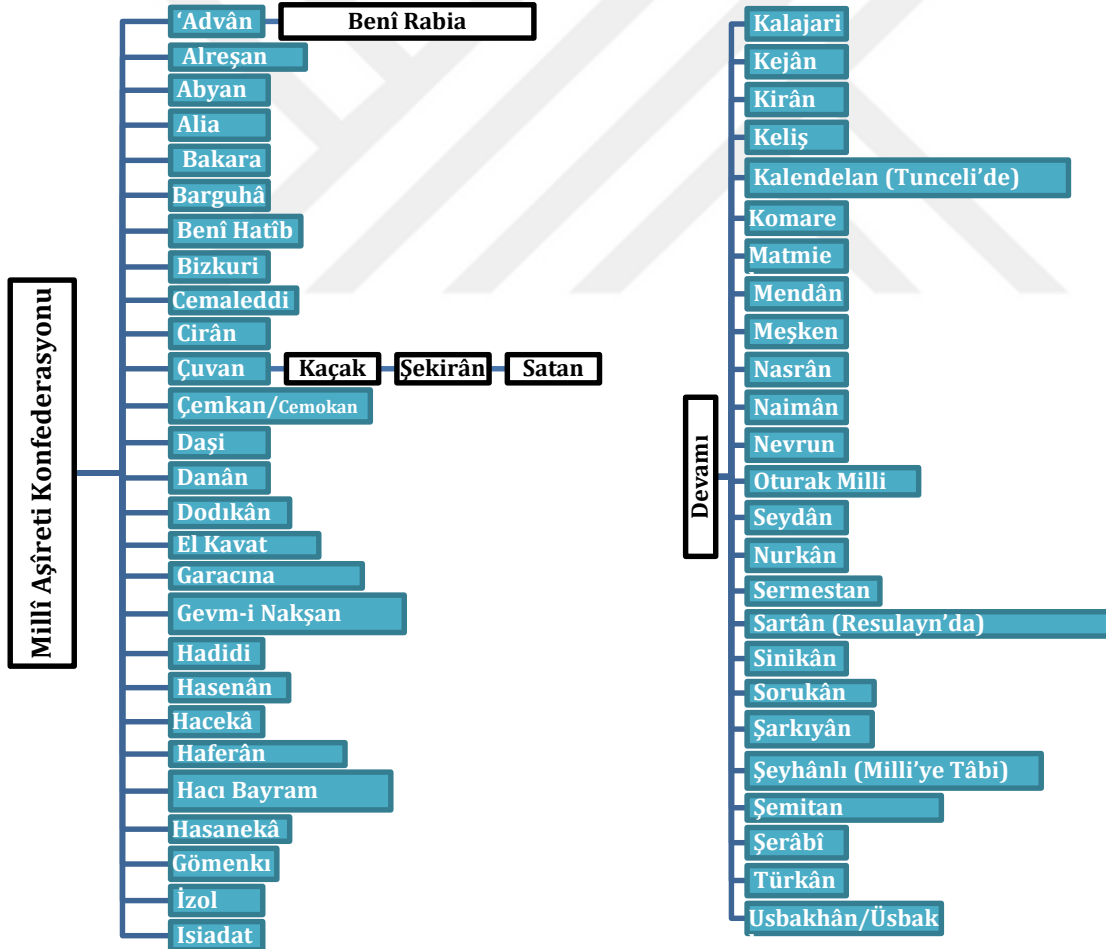 Millî Aşîreti Konfederasyonu
‘Advân
Benî Rabia
Alreşan
Abyan
Alia
Bakara
Barguhâ
Benî Hatîb
Bizkuri
Cemaleddi
Cirân
Çuvan
Kaçak
Şekirân
Satan
Çemkan/Cemokan
Daşi
Danân
Dodıkân
El Kavat
Garacına
Gevm-i Nakşan
Hadidi
Hasenân
Hacekâ
Haferân
Hacı Bayram
Hasanekâ
Gömenkı
İzol
Isiadat
Devamı
Kalajari
Kejân
Kirân
Keliş
Kalendelan (Tunceli’de)
Komare
Matmie
Mendân
Meşken
Nasrân
Naimân
Nevrun
Oturak Milli
Seydân
Nurkân
Sermestan
Sartân (Resulayn’da)
Sinikân
Sorukân
Şarkıyân
Şeyhânlı (Milli’ye Tâbi)
Şemitan
Şerâbî
Türkân
Usbakhân/Üsbak